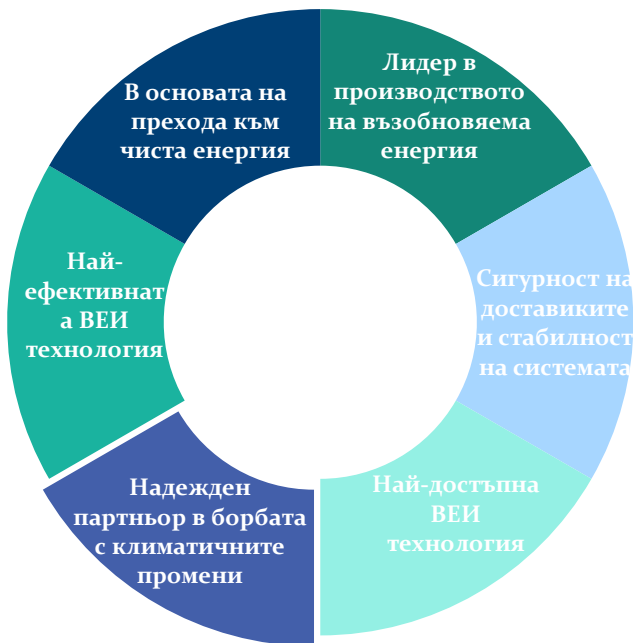 Лидер в
производството
на възобновяема
енергия
Сигурност на
доставиките
и стабилност
на системата
Най-достъпна
ВЕИ
технология
Надежден
партньор в борбата
с климатичните
промени
Най-
ефективнат
а ВЕИ
технология
В основата на
прехода към
чиста енергия